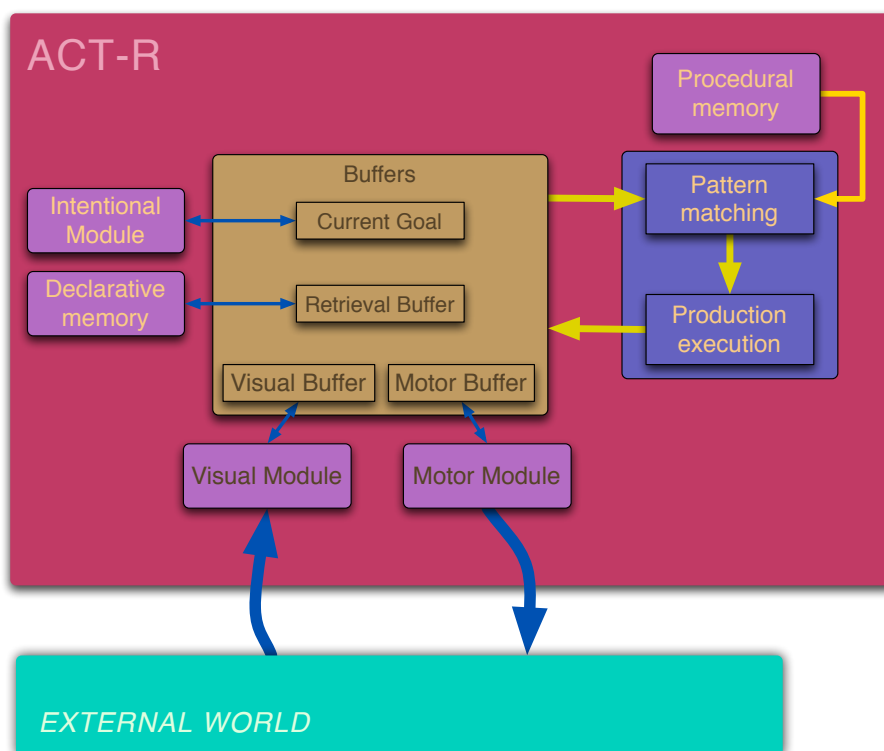 ACT-R
Procedural
memory
Buffers
Pattern
matching
Intentional
Module
Current Goal
Declarative
memory
Retrieval Buffer
Production
execution
Visual Buffer
Motor Buffer
Visual Module
Motor Module
EXTERNAL WORLD